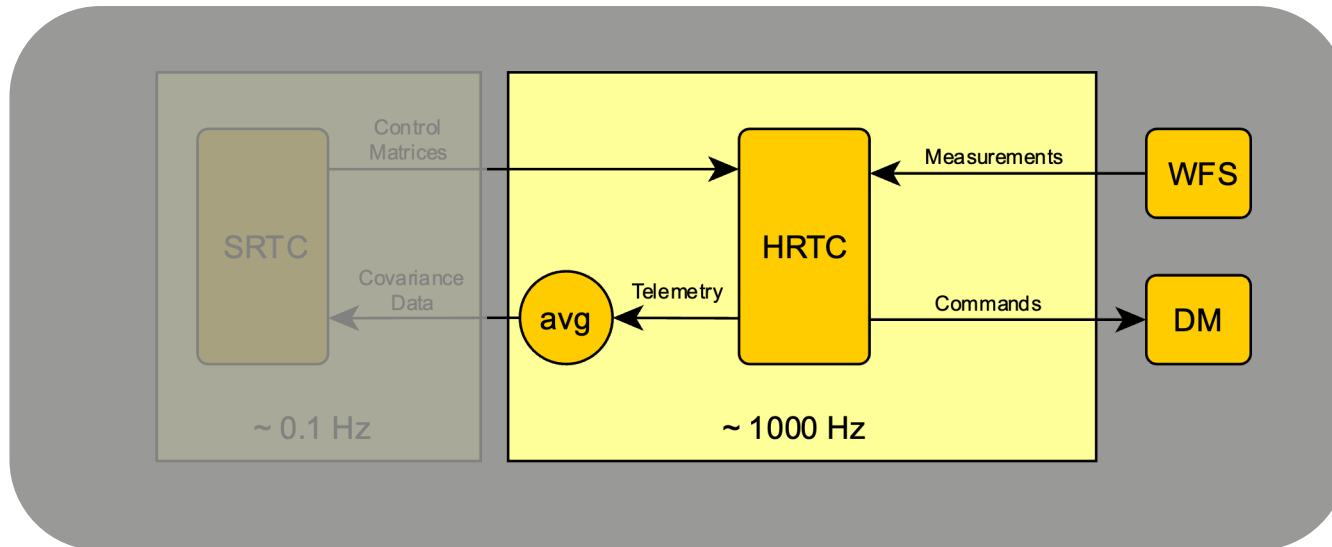 Control
Matrices
Measurements
WFS
SRTC
HRTC
Covariance
Data
Telemetry
avg
Commands
DM
~ 0.1 Hz
~ 1000 Hz